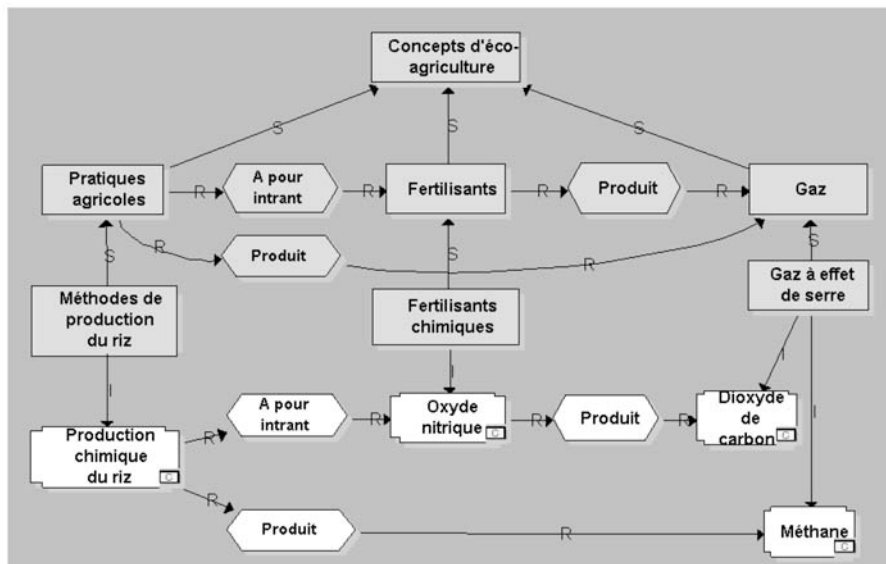 Concepts d'éco-
agriculture
S
S
S
Pratiques
agricoles
R
A pour
intrant
R
Fertilisants
R
Produit
R
Gaz
R
Produit
R
S
S
S
Méthodes de
production
du riz
Fertilisants
chimiques
Gaz à effet
de serre
I
I
I
I
Production
chimique
du riz
C
R
A pour
intrant
R
Oxyde
nitrique
C
R
Produit
R
Dioxyde
de
carbon
C
R
Produit
R
Méthane
C